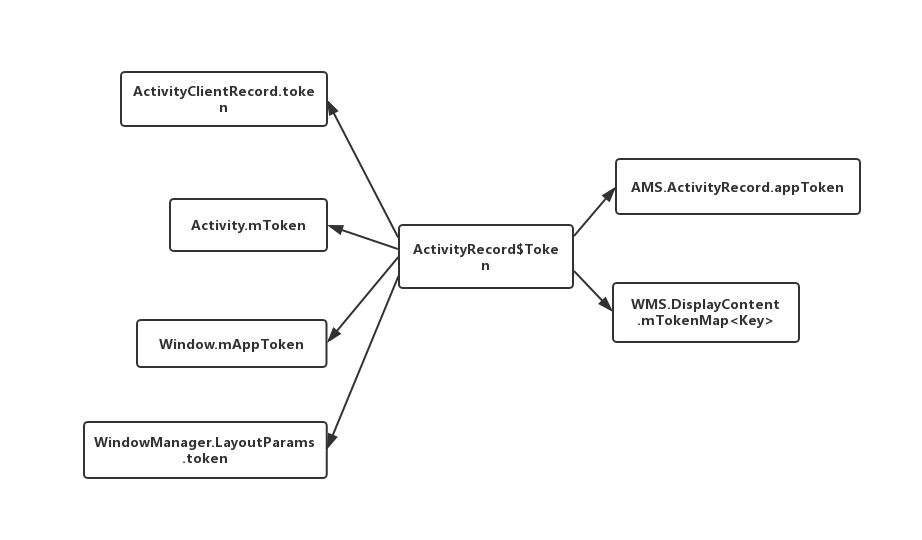 ActivityClientRecord.toke
n
Activity.mToken
Window.mAppToken
WindowManager.LayoutParams
.token
ActivityRecord$Toke
n
AMS.ActivityRecord.appToken
WMS.DisplayContent
.mTokenMap<Key>